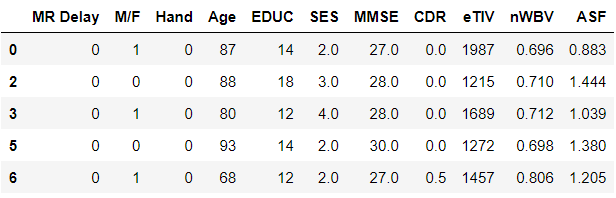 MR Delay M/F Hand Age EDUC SES MMSE CDR eTIV nWBV ASF
0 0 1 0 87 14 2.0 27.0 0.0 1987 0.696 0.883
2 0 0 0 88 18 3.0 28.0 0.0 1215 0.710 1.444
3 0 1 0 80 12 4.0 28.0 0.0 1689 0.712 1.039
5 0 0 0 93 14 2.0 30.0 0.0 1272 0.698 1.380
6 0 1 0 68 12 2.0 27.0 0.5 1457 0.806 1.205